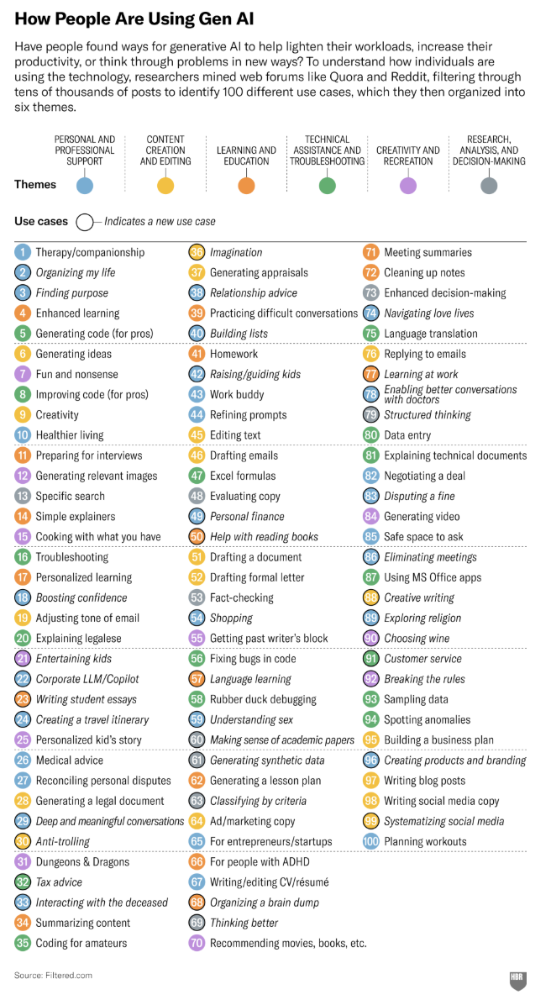 How People Are Using Gen AI
Have people found ways for generative AI to help lighten their workloads, increase their
productivity, or think through problems in new ways? To understand how individuals are
using the technology, researchers mined web forums like Quora and Reddit, filtering through
tens of thousands of posts to identify 100 different use cases, which they then organized into
six themes.
Themes
PERSONAL AND
PROFESSIONAL
SUPPORT
CONTENT
CREATION
AND EDITING
LEARNING AND
EDUCATION
TECHNICAL
ASSISTANCE AND
TROUBLESHOOTING
CREATIVITY AND
RECREATION
RESEARCH,
ANALYSIS, AND
DECISION-MAKING
Use cases
Indicates a new use case
1 Therapy/companionship
2 Organizing my life
3 Finding purpose
4 Enhanced learning
5 Generating code (for pros)
6 Generating ideas
7 Fun and nonsense
8 Improving code (for pros)
9 Creativity
10 Healthier living
11 Preparing for interviews
12 Generating relevant images
13 Specific search
14 Simple explainers
15 Cooking with what you have
16 Troubleshooting
17 Personalized learning
18 Boosting confidence
19 Adjusting tone of email
20 Explaining legalese
21 Entertaining kids
22 Corporate LLM/Copilot
23 Writing student essays
24 Creating a travel itinerary
25 Personalized kid's story
26 Medical advice
27 Reconciling personal disputes
28 Generating a legal document
29 Deep and meaningful conversations
30 Anti-trolling
31 Dungeons & Dragons
32 Tax advice
33 Interacting with the deceased
34 Summarizing content
35 Coding for amateurs
36 Imagination
37 Generating appraisals
38 Relationship advice
39 Practicing difficult conversations
40 Building lists
41 Homework
42 Raising/guiding kids
43 Work buddy
44 Refining prompts
45 Editing text
46 Drafting emails
47 Excel formulas
48 Evaluating copy
49 Personal finance
50 Help with reading books
51 Drafting a document
52 Drafting formal letter
53 Fact-checking
54 Shopping
55 Getting past writer's block
56 Fixing bugs in code
57 Language learning
58 Rubber duck debugging
59 Understanding sex
60 Making sense of academic papers
61 Generating synthetic data
62 Generating a lesson plan
63 Classifying by criteria
64 Ad/marketing copy
65 For entrepreneurs/startups
66 For people with ADHD
67 Writing/editing CV/résumé
68 Organizing a brain dump
69 Thinking better
70 Recommending movies, books, etc.
71 Meeting summaries
72 Cleaning up notes
73 Enhanced decision-making
74 Navigating love lives
75 Language translation
76 Replying to emails
77 Learning at work
78 Enabling better conversations
with doctors
79 Structured thinking
80 Data entry
81 Explaining technical documents
82 Negotiating a deal
83 Disputing a fine
84 Generating video
85 Safe space to ask
86 Eliminating meetings
87 Using MS Office apps
88 Creative writing
89 Exploring religion
90 Choosing wine
91 Customer service
92 Breaking the rules
93 Sampling data
94 Spotting anomalies
95 Building a business plan
96 Creating products and branding
97 Writing blog posts
98 Writing social media copy
99 Systematizing social media
100 Planning workouts
Source: Filtered.com
HBR